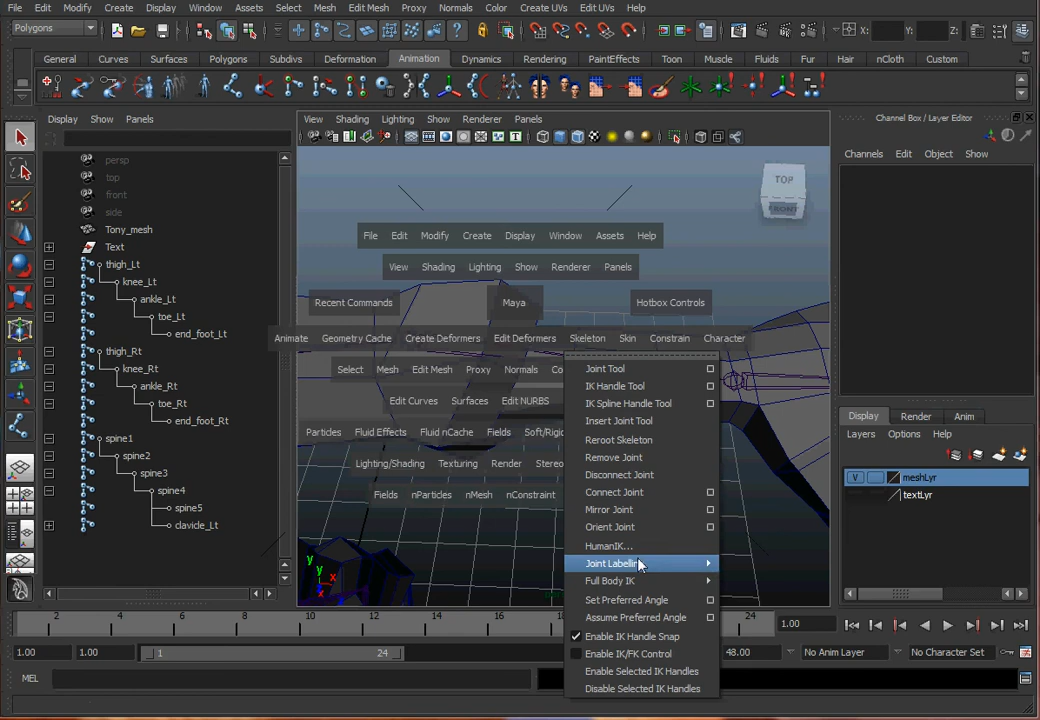 File Edit Modify Create Display Window Assets Select Mesh Edit Mesh Proxy Normals Color Create UVs Edit UVs Help
Polygons X: Y: Z:
General Curves Surfaces Polygons Subdivs Deformation Animation Dynamics Rendering PaintEffects Toon Muscle Fluids Fur Hair nCloth Custom
Display Show Panels
persp
top
front
side
Tony_mesh
Text
thigh_Lt
knee_Lt
ankle_Lt
toe_Lt
end_foot_Lt
thigh_Rt
knee_Rt
ankle_Rt
toe_Rt
end_foot_Rt
spine1
spine2
spine3
spine4
spine5
clavide_Lt
View Shading Lighting Show Renderer Panels
TOP
FRONT
File Edit Modify Create Display Window Assets Help
View Shading Lighting Show Renderer Panels
Recent Commands Maya Hotbox Controls
Animate Geometry Cache Create Deformers Edit Deformers Skeleton Skin Constrain Character
Select Mesh Edit Mesh Proxy Normals
Edit Curves Surfaces Edit NURBS
Particles Fluid Effects Fluid nCache Fields Soft/Rigid
Lighting/Shading Texturing Render Stereo
Fields nParticles nMesh nConstraint
Joint Tool
IK Handle Tool
IK Spline Handle Tool
Insert Joint Tool
Reroot Skeleton
Remove Joint
Disconnect Joint
Connect Joint
Mirror Joint
Orient Joint
HumanIK...
Joint Labellin
Full Body IK
Set Preferred Angle
Assume Preferred Angle
Enable IK Handle Snap
Enable IK/FK Control
Enable Selected IK Handles
Disable Selected IK Handles
y y x z x
Channel Box / Layer Editor
Channels Edit Object Show
Display Render Anim
Layers Options Help
V meshLyr
textLyr
2 4 6 8 10 12 14 16 18 24 1.00
1.00 1.00 1 24 48.00 No Anim Layer No Character Set
MEL